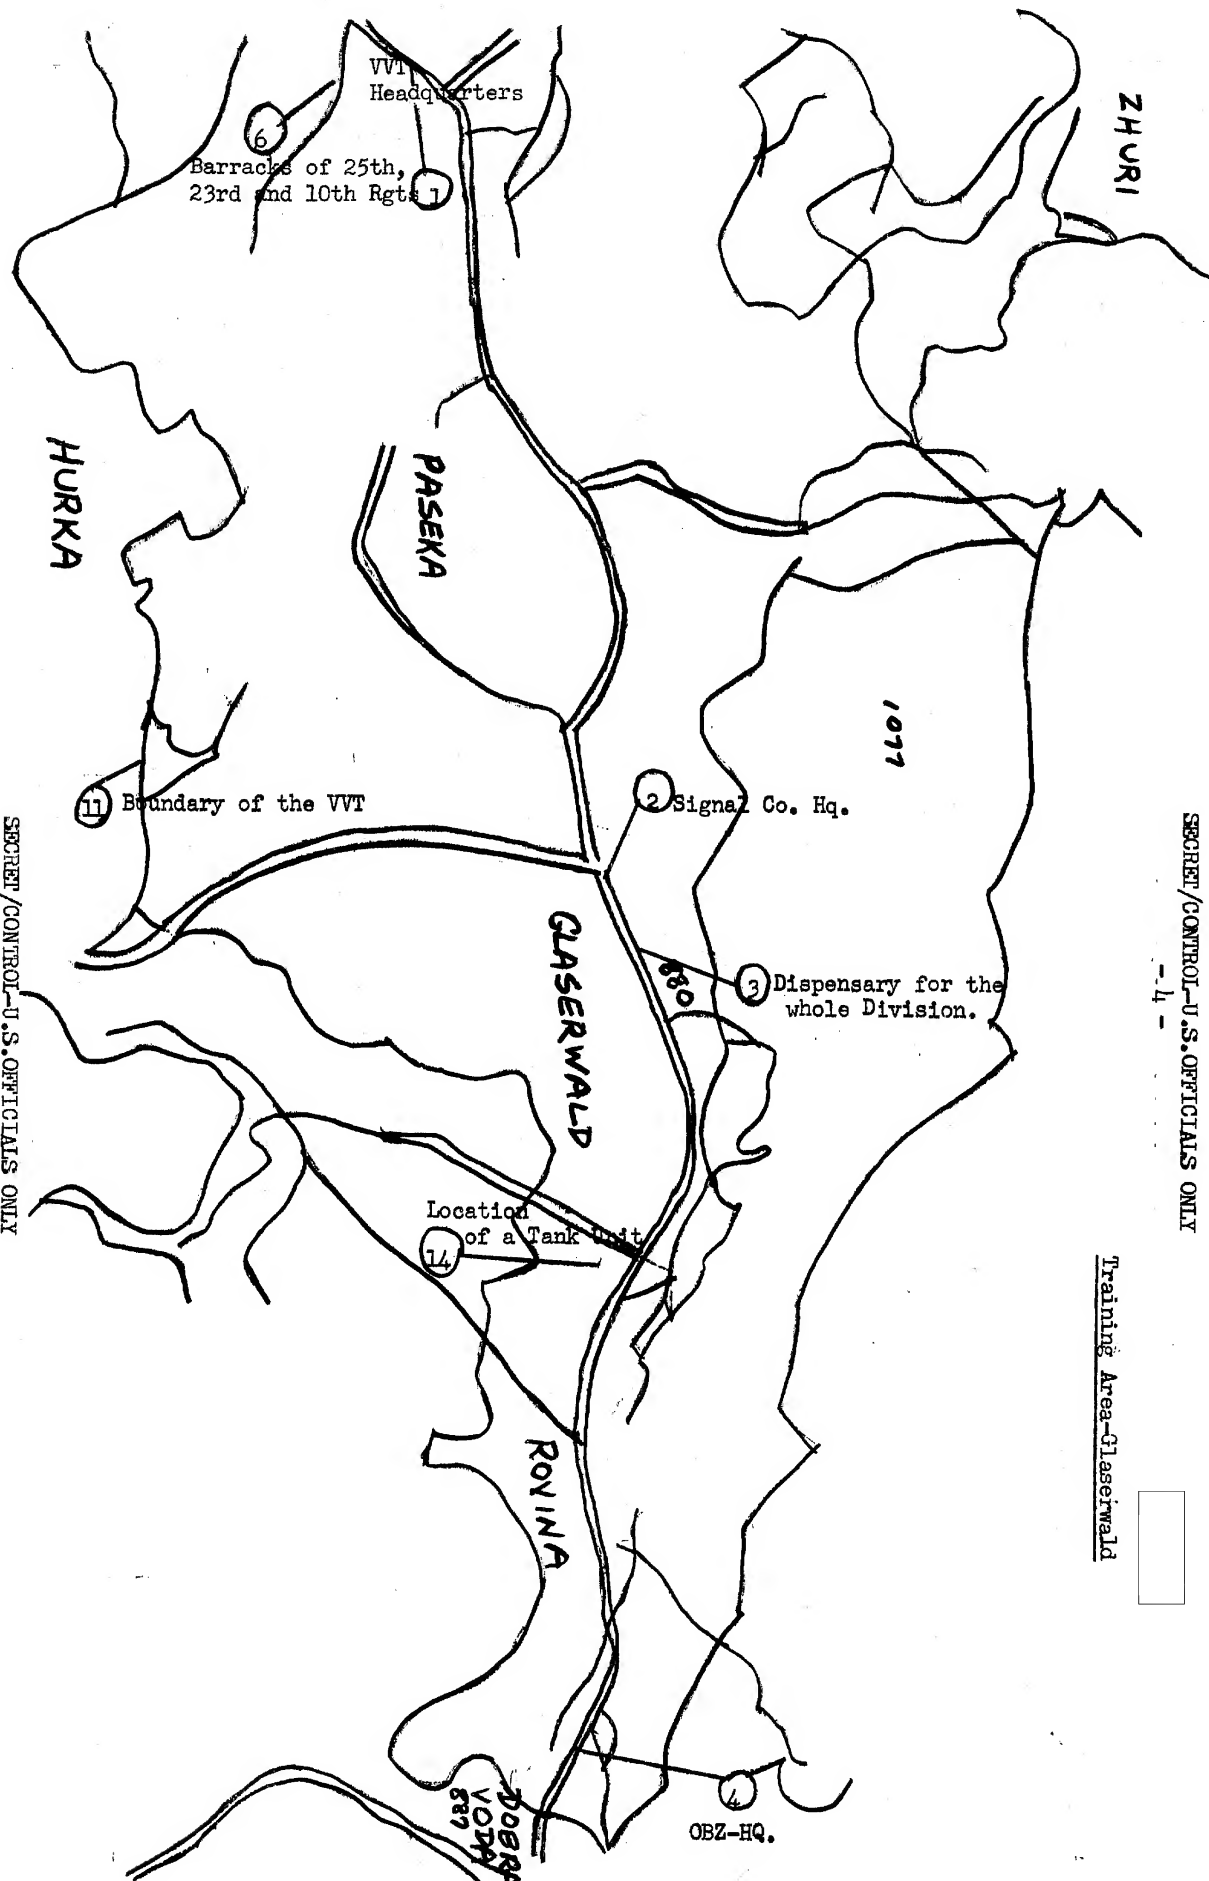 SECRET/CONTROL-U.S.OFFICIALS ONLY
-4-
Training Area-Glaserwald
ZHURI
VVT
Headquarters
1
6
Barracks of 25th,
23rd and 10th Rgts
HURKA
PASEKA
1077
11 Boundary of the VVT
2 Signal Co. Hq.
GLASERWALD
880
3 Dispensary for the
whole Division.
Location
of a Tank Unit
14
ROVINA
4
OBZ-HQ.
DOBRA
VODA
887
SECRET/CONTROL-U.S.OFFICIALS ONLY